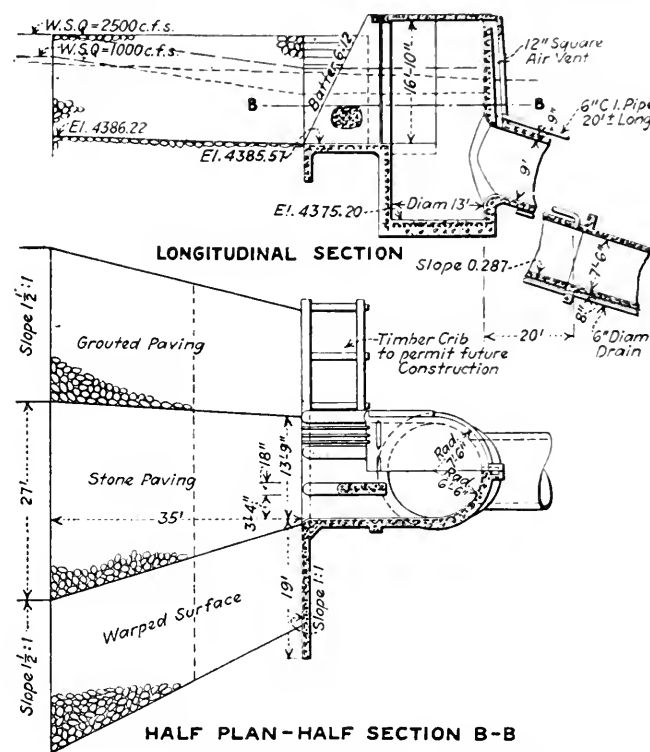 W.S.Q=2500c.f.s.
W.S.Q=1000c.f.s.
Batter 6:12
16'-10"
12" Square
Air Vent
B
B
6" C.I. Pipe
20'± Long
El. 4386.22
El. 4385.57
9"
9'
El. 4375.20
Diam 13'
LONGITUDINAL SECTION
Slope 0.287
7'-6"
8"
20'
6" Diam
Drain
Slope 1½:1
Grouted Paving
Timber Crib
to permit future
Construction
27'
Stone Paving
35'
18"
13'-9"
3'-4"
Rad.
7'-6"
Rad.
6'-6"
19'
Slope 1:1
Warped Surface
Slope 1½:1
HALF PLAN-HALF SECTION B-B